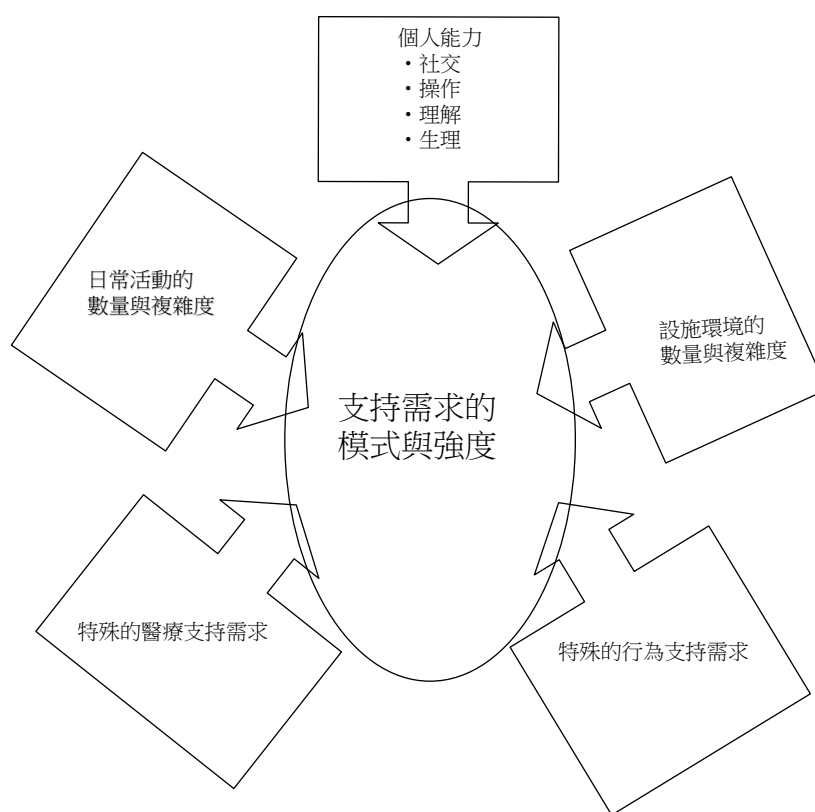 個人能力
・社交
・操作
・理解
・生理
日常活動的
數量與複雜度
設施環境的
數量與複雜度
支持需求的
模式與強度
特殊的醫療支持需求
特殊的行為支持需求